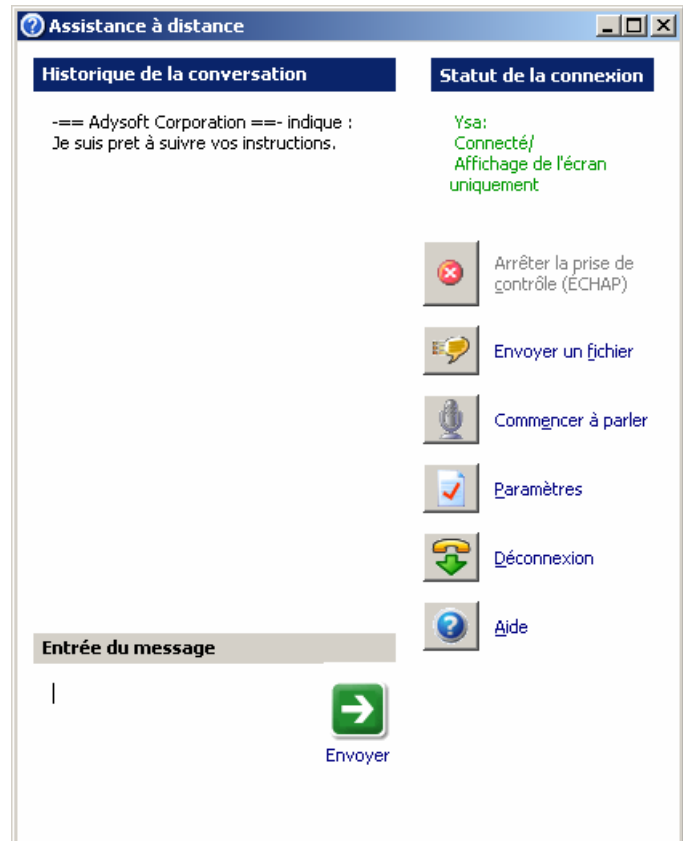 Assistance à distance
Historique de la conversation
-== Adysoft Corporation ==- indique :
Je suis pret à suivre vos instructions.
Statut de la connexion
Ysa:
Connecté/
Affichage de l'écran
uniquement
Arrêter la prise de
contrôle (ÉCHAP)
Envoyer un fichier
Commencer à parler
Paramètres
Déconnexion
Aide
Entrée du message
Envoyer